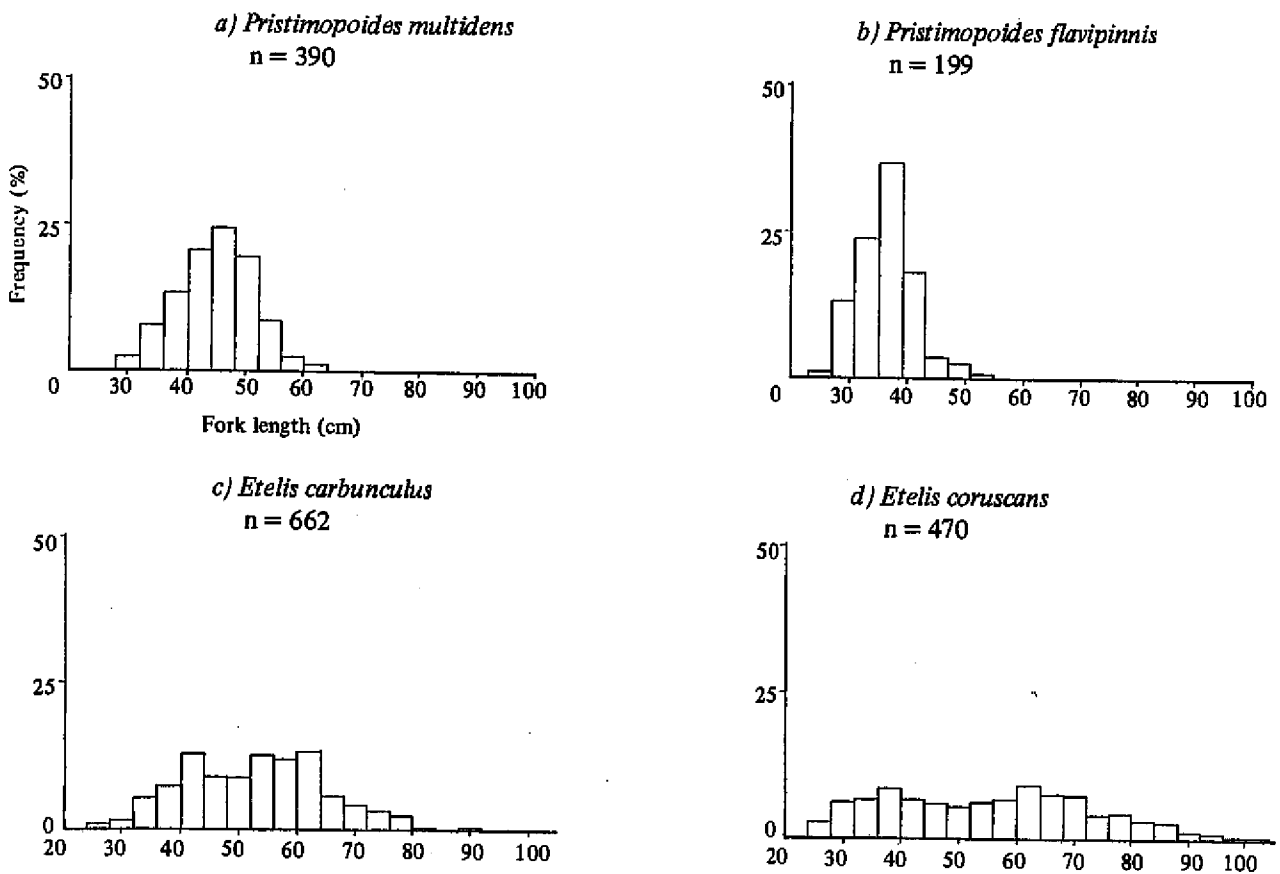 a) Pristimopoides multidens
n = 390
50
25
0
Frequency (%)
30 40 50 60 70 80 90 100
Fork length (cm)
b) Pristimopoides flavipinnis
n = 199
50
25
0
30 40 50 60 70 80 90 100
c) Etelis carbunculus
n = 662
50
25
0
20 30 40 50 60 70 80 90 100
d) Etelis coruscans
n = 470
50
25
0
20 30 40 50 60 70 80 90 100